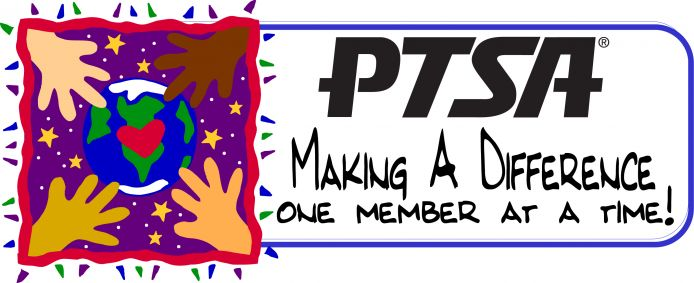 PTSA®
MAKING A DIFFERENCE
ONE MEMBER AT A TIME!